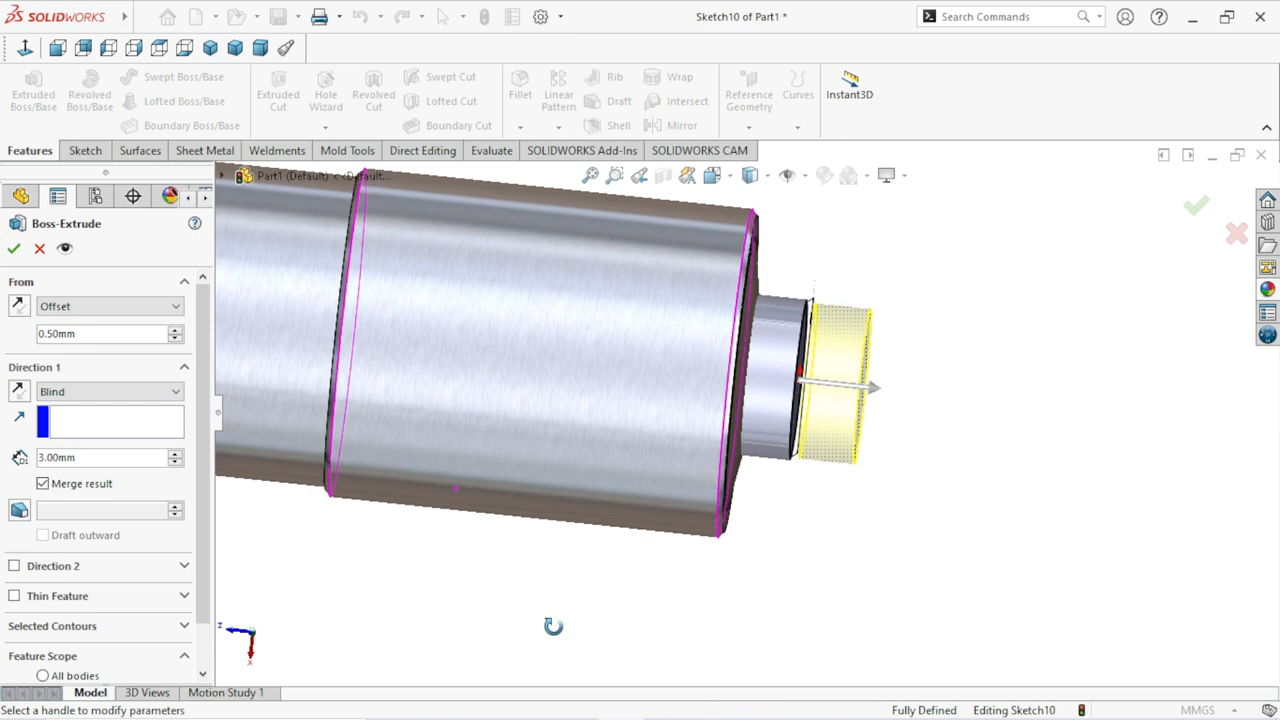 SOLIDWORKS
Sketch10 of Part1 *
Search Commands
Extruded Boss/Base
Revolved Boss/Base
Swept Boss/Base
Lofted Boss/Base
Boundary Boss/Base
Extruded Cut
Hole Wizard
Revolved Cut
Swept Cut
Lofted Cut
Boundary Cut
Fillet
Linear Pattern
Rib
Draft
Shell
Wrap
Intersect
Mirror
Reference Geometry
Curves
Instant3D
Features
Sketch
Surfaces
Sheet Metal
Weldments
Mold Tools
Direct Editing
Evaluate
SOLIDWORKS Add-Ins
SOLIDWORKS CAM
Part1 (Default) <<Default...
Boss-Extrude
From
Offset
0.50mm
Direction 1
Blind
3.00mm
Merge result
Draft outward
Direction 2
Thin Feature
Selected Contours
Feature Scope
All bodies
z
x
Model
3D Views
Motion Study 1
Select a handle to modify parameters
Fully Defined
Editing Sketch10
MMGS